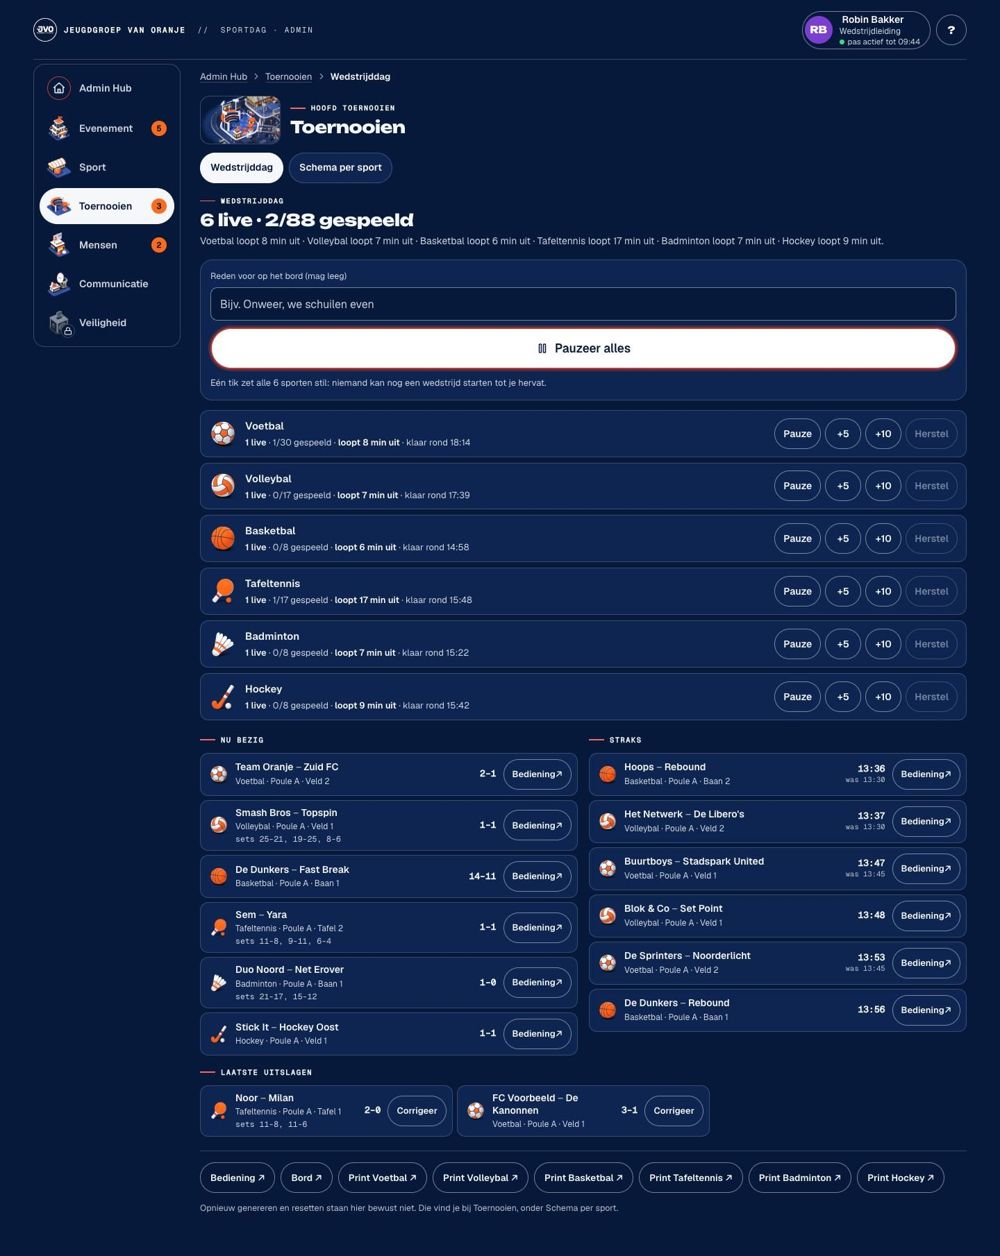 JVO JEUGDGROEP VAN ORANJE // SPORTDAG · ADMIN
RB
Robin Bakker
Wedstrijdleiding
pas actief tot 09:44
?
Admin Hub
Evenement 5
Sport
Toernooien 3
Mensen 2
Communicatie
Veiligheid
Admin Hub > Toernooien > Wedstrijddag
HOOFD TOERNOOIEN
Toernooien
Wedstrijddag
Schema per sport
WEDSTRIJDDAG
6 live · 2/88 gespeeld
Voetbal loopt 8 min uit · Volleybal loopt 7 min uit · Basketbal loopt 6 min uit · Tafeltennis loopt 17 min uit · Badminton loopt 7 min uit · Hockey loopt 9 min uit.
Reden voor op het bord (mag leeg)
Bijv. Onweer, we schuilen even
Pauzeer alles
Eén tik zet alle 6 sporten stil: niemand kan nog een wedstrijd starten tot je hervat.
Voetbal
1 live · 1/30 gespeeld · loopt 8 min uit · klaar rond 18:14
Pauze +5 +10 Herstel
Volleybal
1 live · 0/17 gespeeld · loopt 7 min uit · klaar rond 17:39
Pauze +5 +10 Herstel
Basketbal
1 live · 0/8 gespeeld · loopt 6 min uit · klaar rond 14:58
Pauze +5 +10 Herstel
Tafeltennis
1 live · 1/17 gespeeld · loopt 17 min uit · klaar rond 15:48
Pauze +5 +10 Herstel
Badminton
1 live · 0/8 gespeeld · loopt 7 min uit · klaar rond 15:22
Pauze +5 +10 Herstel
Hockey
1 live · 0/8 gespeeld · loopt 9 min uit · klaar rond 15:42
Pauze +5 +10 Herstel
NU BEZIG
Team Oranje – Zuid FC
Voetbal · Poule A · Veld 2
2–1
Bediening↗
Smash Bros – Topspin
Volleybal · Poule A · Veld 1
sets 25-21, 19-25, 8-6
1–1
Bediening↗
De Dunkers – Fast Break
Basketbal · Poule A · Baan 1
14–11
Bediening↗
Sem – Yara
Tafeltennis · Poule A · Tafel 2
sets 11-8, 9-11, 6-4
1–1
Bediening↗
Duo Noord – Net Erover
Badminton · Poule A · Baan 1
sets 21-17, 15-12
1–0
Bediening↗
Stick It – Hockey Oost
Hockey · Poule A · Veld 1
1–1
Bediening↗
STRAKS
Hoops – Rebound
Basketbal · Poule A · Baan 2
13:36
was 13:30
Bediening↗
Het Netwerk – De Libero's
Volleybal · Poule A · Veld 2
13:37
was 13:30
Bediening↗
Buurtboys – Stadspark United
Voetbal · Poule A · Veld 1
13:47
was 13:45
Bediening↗
Blok & Co – Set Point
Volleybal · Poule A · Veld 1
13:48
Bediening↗
De Sprinters – Noorderlicht
Voetbal · Poule A · Veld 2
13:53
was 13:45
Bediening↗
De Dunkers – Rebound
Basketbal · Poule A · Baan 1
13:56
Bediening↗
LAATSTE UITSLAGEN
Noor – Milan
Tafeltennis · Poule A · Tafel 1
sets 11-8, 11-6
2–0
Corrigeer
FC Voorbeeld – De
Kanonnen
Voetbal · Poule A · Veld 1
3–1
Corrigeer
Bediening ↗
Bord ↗
Print Voetbal ↗
Print Volleybal ↗
Print Basketbal ↗
Print Tafeltennis ↗
Print Badminton ↗
Print Hockey ↗
Opnieuw genereren en resetten staan hier bewust niet. Die vind je bij Toernooien, onder Schema per sport.